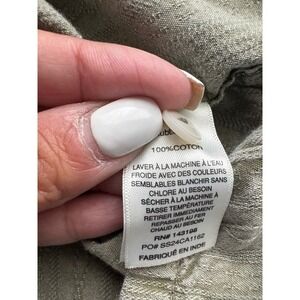 100%COTON
LAVER À LA MACHINE À L'EAU
FROIDE AVEC DES COULEURS
SEMBLABLES BLANCHIR SANS
CHLORE AU BESOIN
SÉCHER À LA MACHINE À
BASSE TEMPÉRATURE
RETIRER IMMÉDIATEMENT
REPASSER AU FER
CHAUD AU BESOIN
RN# 143198
PO# SS24CA1162
FABRIQUÉ EN INDE